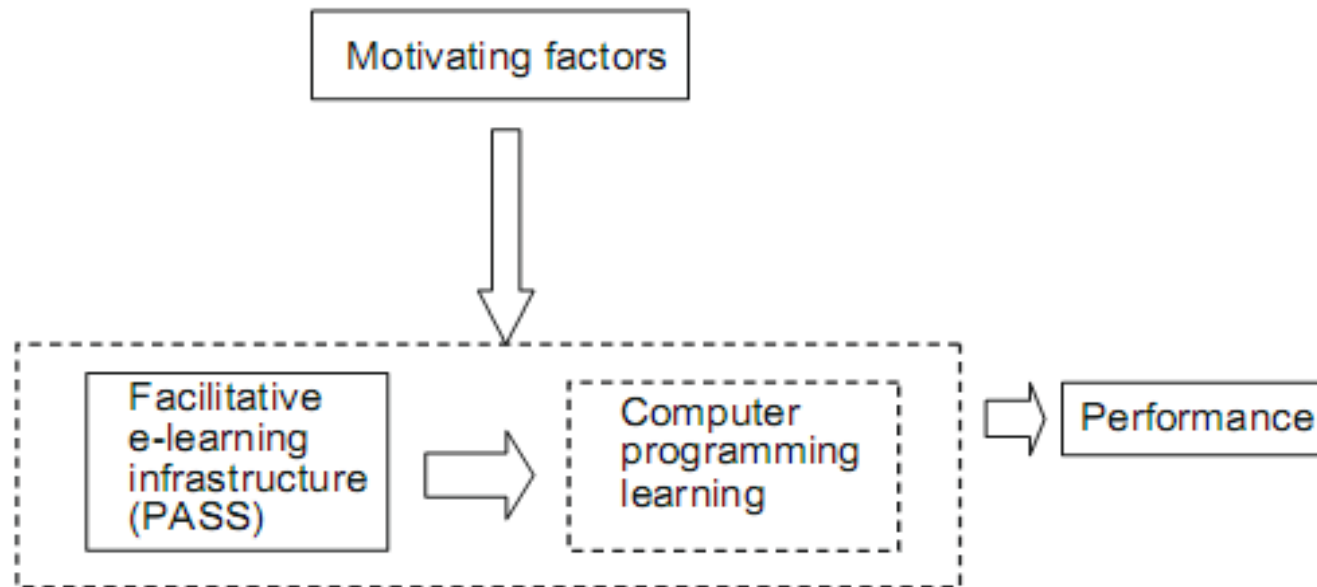 Motivating factors
Facilitative
e-learning
infrastructure
(PASS)
Computer
programming
learning
Performance